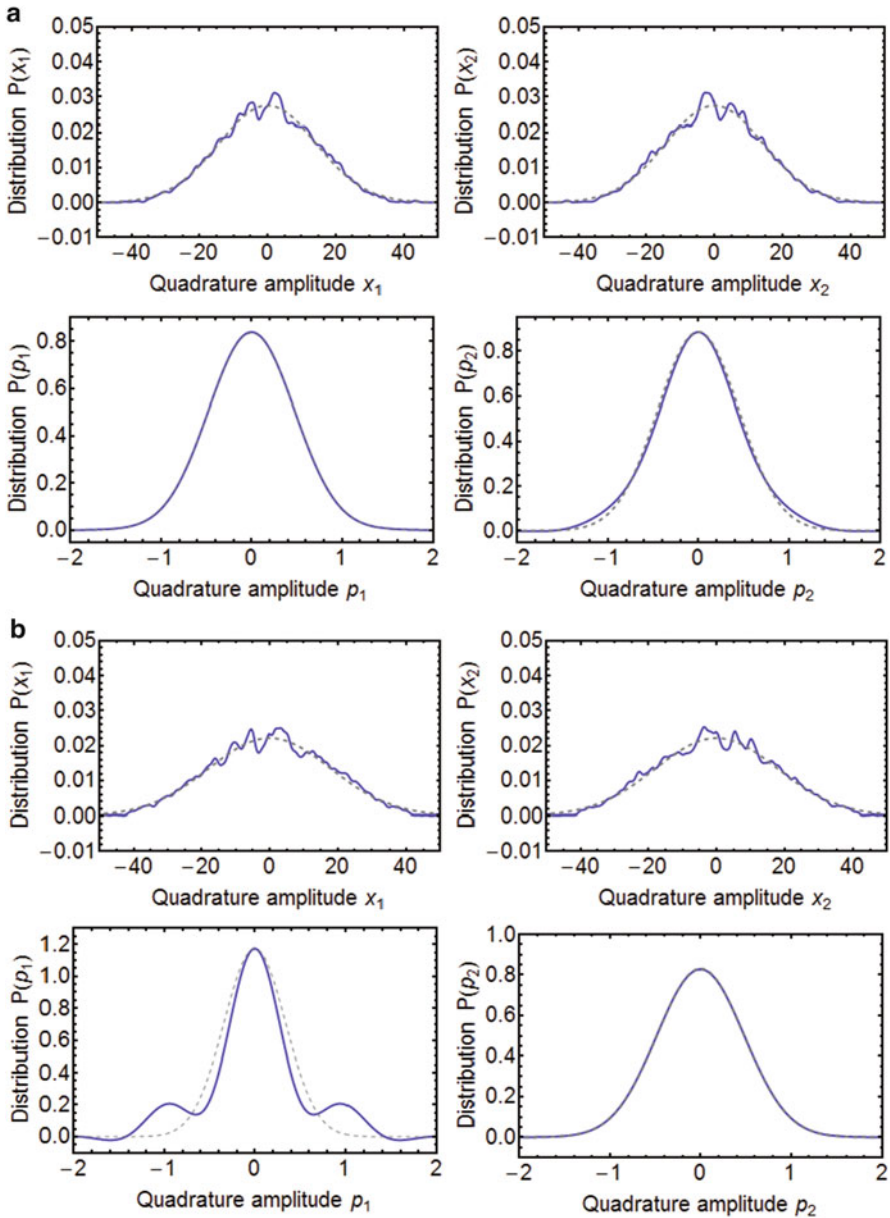 a
0.05
0.04
0.03
0.02
0.01
0.00
−0.01
Distribution P(x1)
−40 −20 0 20 40
Quadrature amplitude x1
0.05
0.04
0.03
0.02
0.01
0.00
−0.01
Distribution P(x2)
−40 −20 0 20 40
Quadrature amplitude x2
0.8
0.6
0.4
0.2
0.0
Distribution P(p1)
−2 −1 0 1 2
Quadrature amplitude p1
0.8
0.6
0.4
0.2
0.0
Distribution P(p2)
−2 −1 0 1 2
Quadrature amplitude p2
b
0.05
0.04
0.03
0.02
0.01
0.00
−0.01
Distribution P(x1)
−40 −20 0 20 40
Quadrature amplitude x1
0.05
0.04
0.03
0.02
0.01
0.00
−0.01
Distribution P(x2)
−40 −20 0 20 40
Quadrature amplitude x2
1.2
1.0
0.8
0.6
0.4
0.2
0.0
Distribution P(p1)
−2 −1 0 1 2
Quadrature amplitude p1
1.0
0.8
0.6
0.4
0.2
0.0
Distribution P(p2)
−2 −1 0 1 2
Quadrature amplitude p2